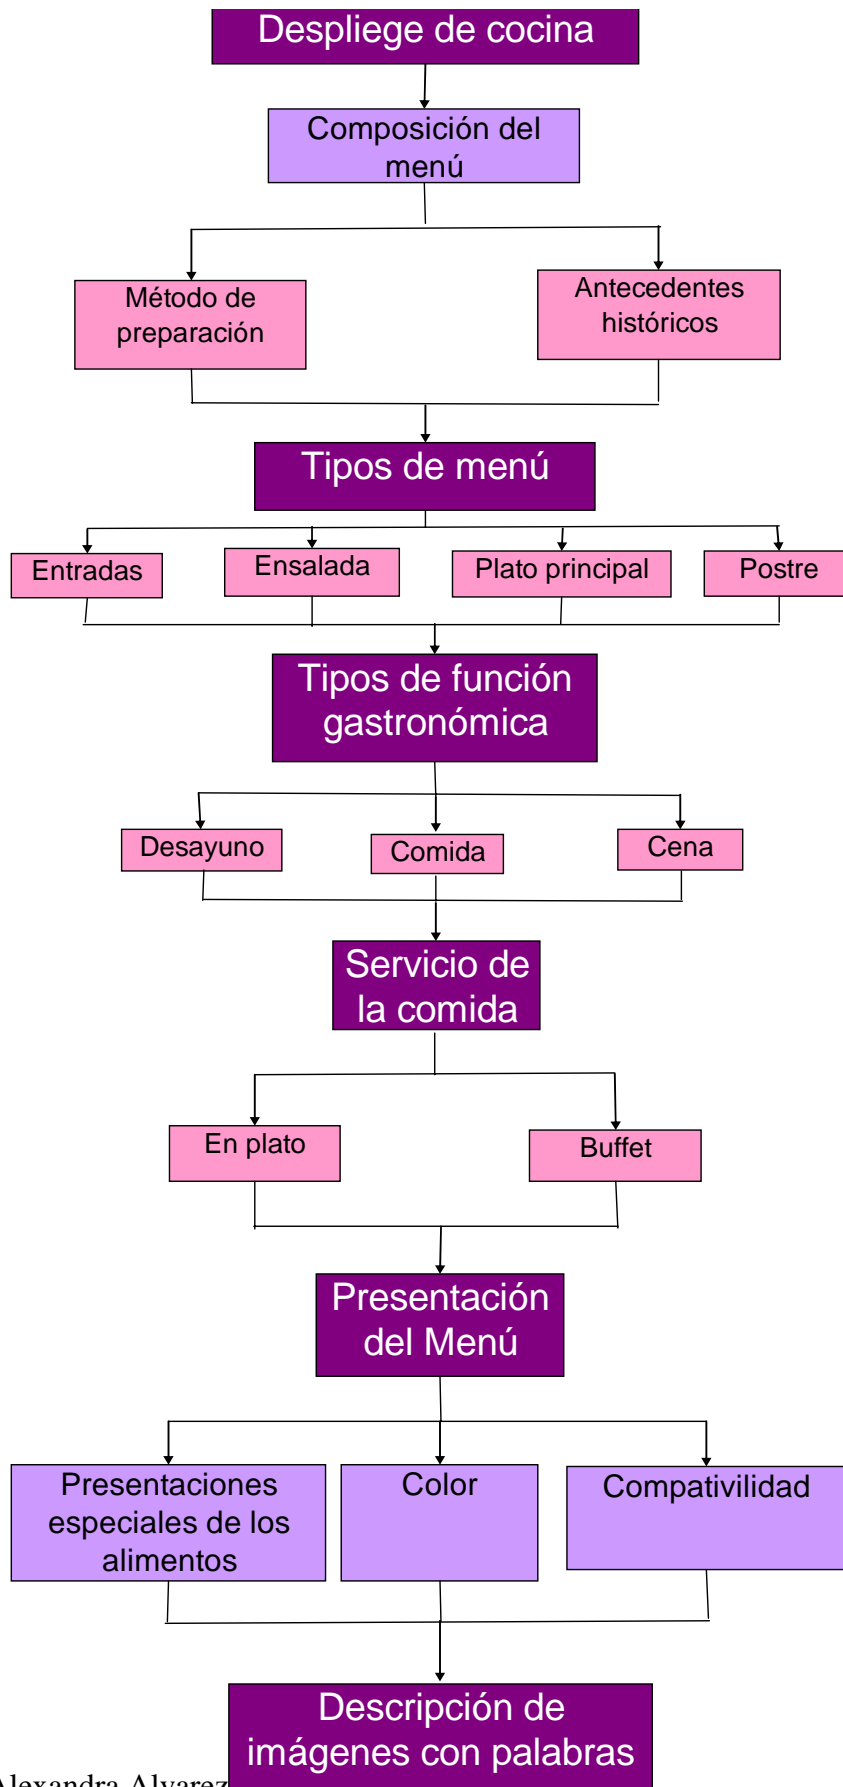 Despliege de cocina
Composición del
menú
Método de
preparación
Antecedentes
históricos
Tipos de menú
Entradas
Ensalada
Plato principal
Postre
Tipos de función
gastronómica
Desayuno
Comida
Cena
Servicio de
la comida
En plato
Buffet
Presentación
del Menú
Presentaciones
especiales de los
alimentos
Color
Compativilidad
Descripción de
imágenes con palabras
Alexandra Alvarez